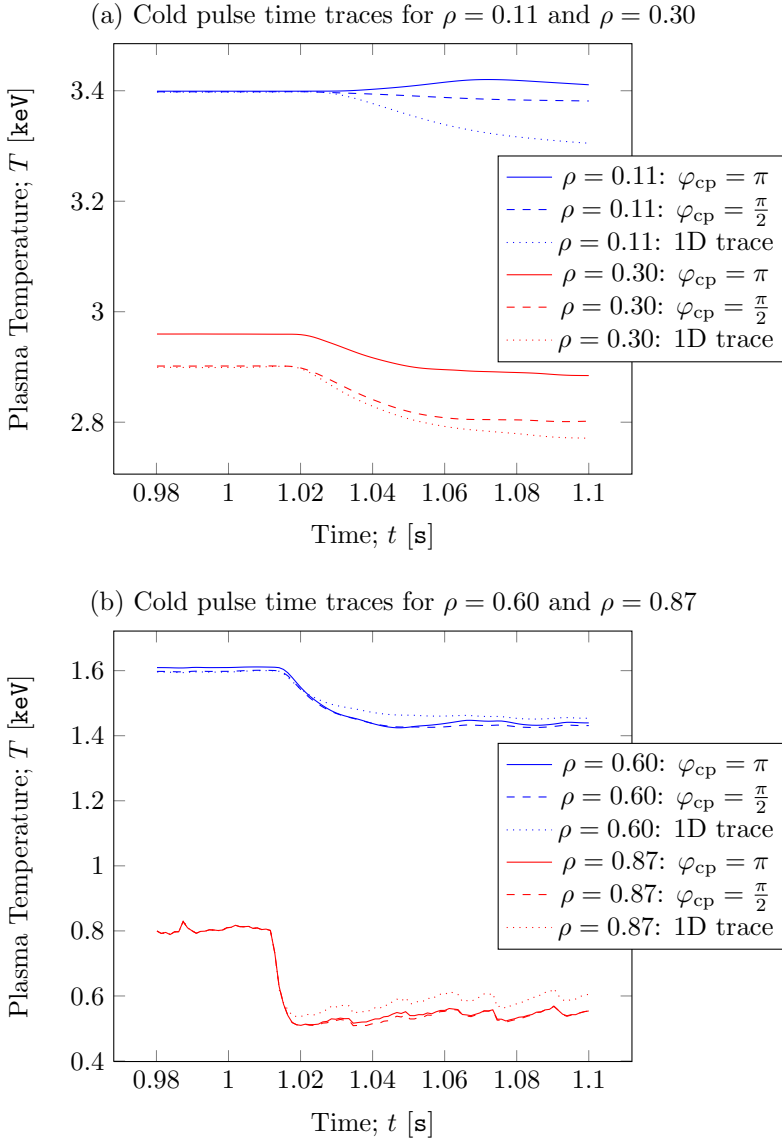 (a) Cold pulse time traces for ρ = 0.11 and ρ = 0.30
Plasma Temperature; T [keV]
3.4
3.2
3
2.8
0.98 1 1.02 1.04 1.06 1.08 1.1
Time; t [s]
ρ = 0.11: φcp = π
ρ = 0.11: φcp = π/2
ρ = 0.11: 1D trace
ρ = 0.30: φcp = π
ρ = 0.30: φcp = π/2
ρ = 0.30: 1D trace
(b) Cold pulse time traces for ρ = 0.60 and ρ = 0.87
Plasma Temperature; T [keV]
1.6
1.4
1.2
1
0.8
0.6
0.4
0.98 1 1.02 1.04 1.06 1.08 1.1
Time; t [s]
ρ = 0.60: φcp = π
ρ = 0.60: φcp = π/2
ρ = 0.60: 1D trace
ρ = 0.87: φcp = π
ρ = 0.87: φcp = π/2
ρ = 0.87: 1D trace